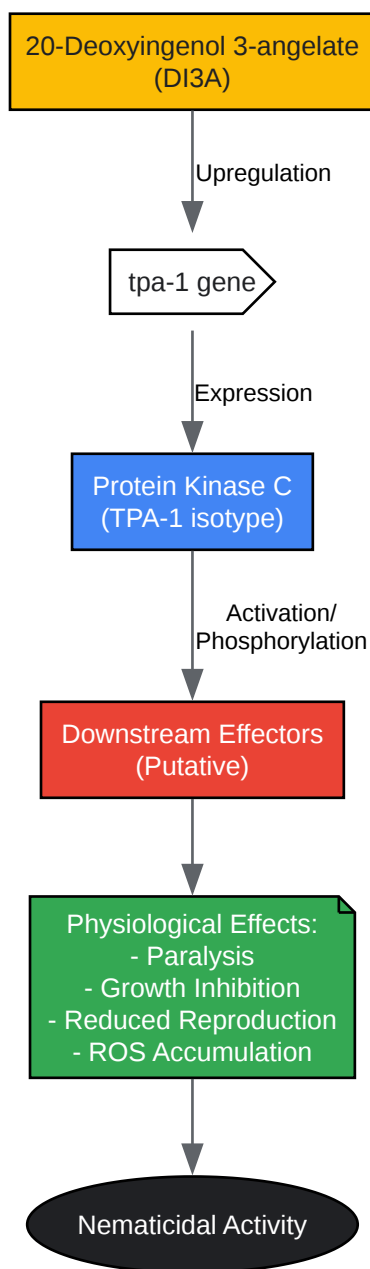 20-Deoxyingenol 3-angelate
(DI3A)
Upregulation
tpa-1 gene
Expression
Protein Kinase C
(TPA-1 isotype)
Activation/
Phosphorylation
Downstream Effectors
(Putative)
Physiological Effects:
- Paralysis
- Growth Inhibition
- Reduced Reproduction
- ROS Accumulation
Nematicidal Activity